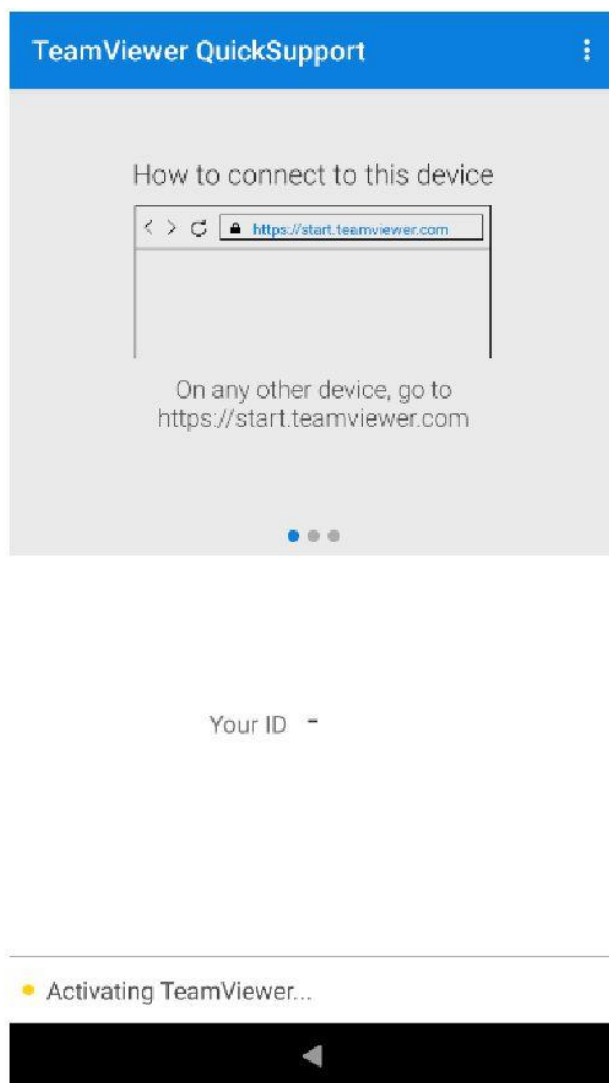 TeamViewer QuickSupport
How to connect to this device
https://start.teamviewer.com
On any other device, go to
https://start.teamviewer.com
Your ID -
Activating TeamViewer...